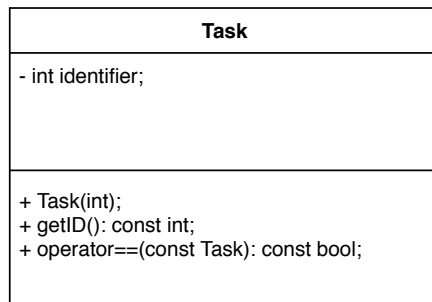 Task
- int identifier;
+ Task(int);
+ getID(): const int;
+ operator==(const Task): const bool;